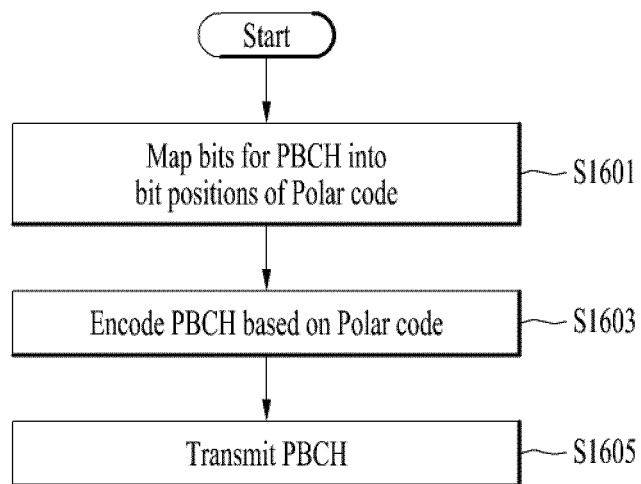 Start
Map bits for PBCH into
bit positions of Polar code
S1601
Encode PBCH based on Polar code
S1603
Transmit PBCH
S1605